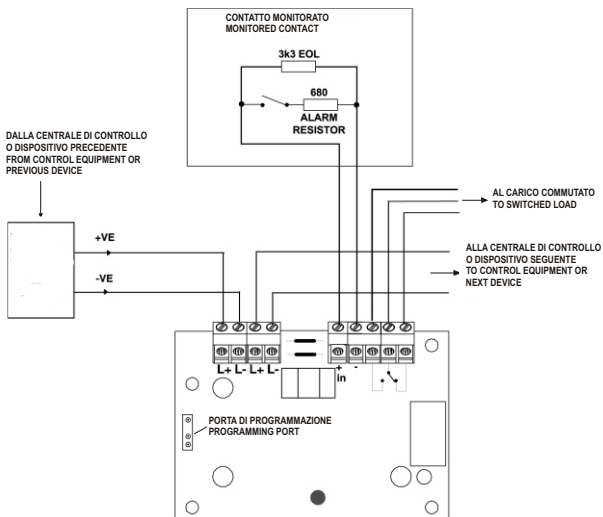 CONTATTO MONITORATO
MONITORED CONTACT
3k3 EOL
680
ALARM
RESISTOR
DALLA CENTRALE DI CONTROLLO
O DISPOSITIVO PRECEDENTE
FROM CONTROL EQUIPMENT OR
PREVIOUS DEVICE
AL CARICO COMMUTATO
TO SWITCHED LOAD
+VE
-VE
ALLA CENTRALE DI CONTROLLO
O DISPOSITIVO SEGUENTE
TO CONTROL EQUIPMENT OR
NEXT DEVICE
L+ L- L+ L-
+ -
in
PORTA DI PROGRAMMAZIONE
PROGRAMMING PORT